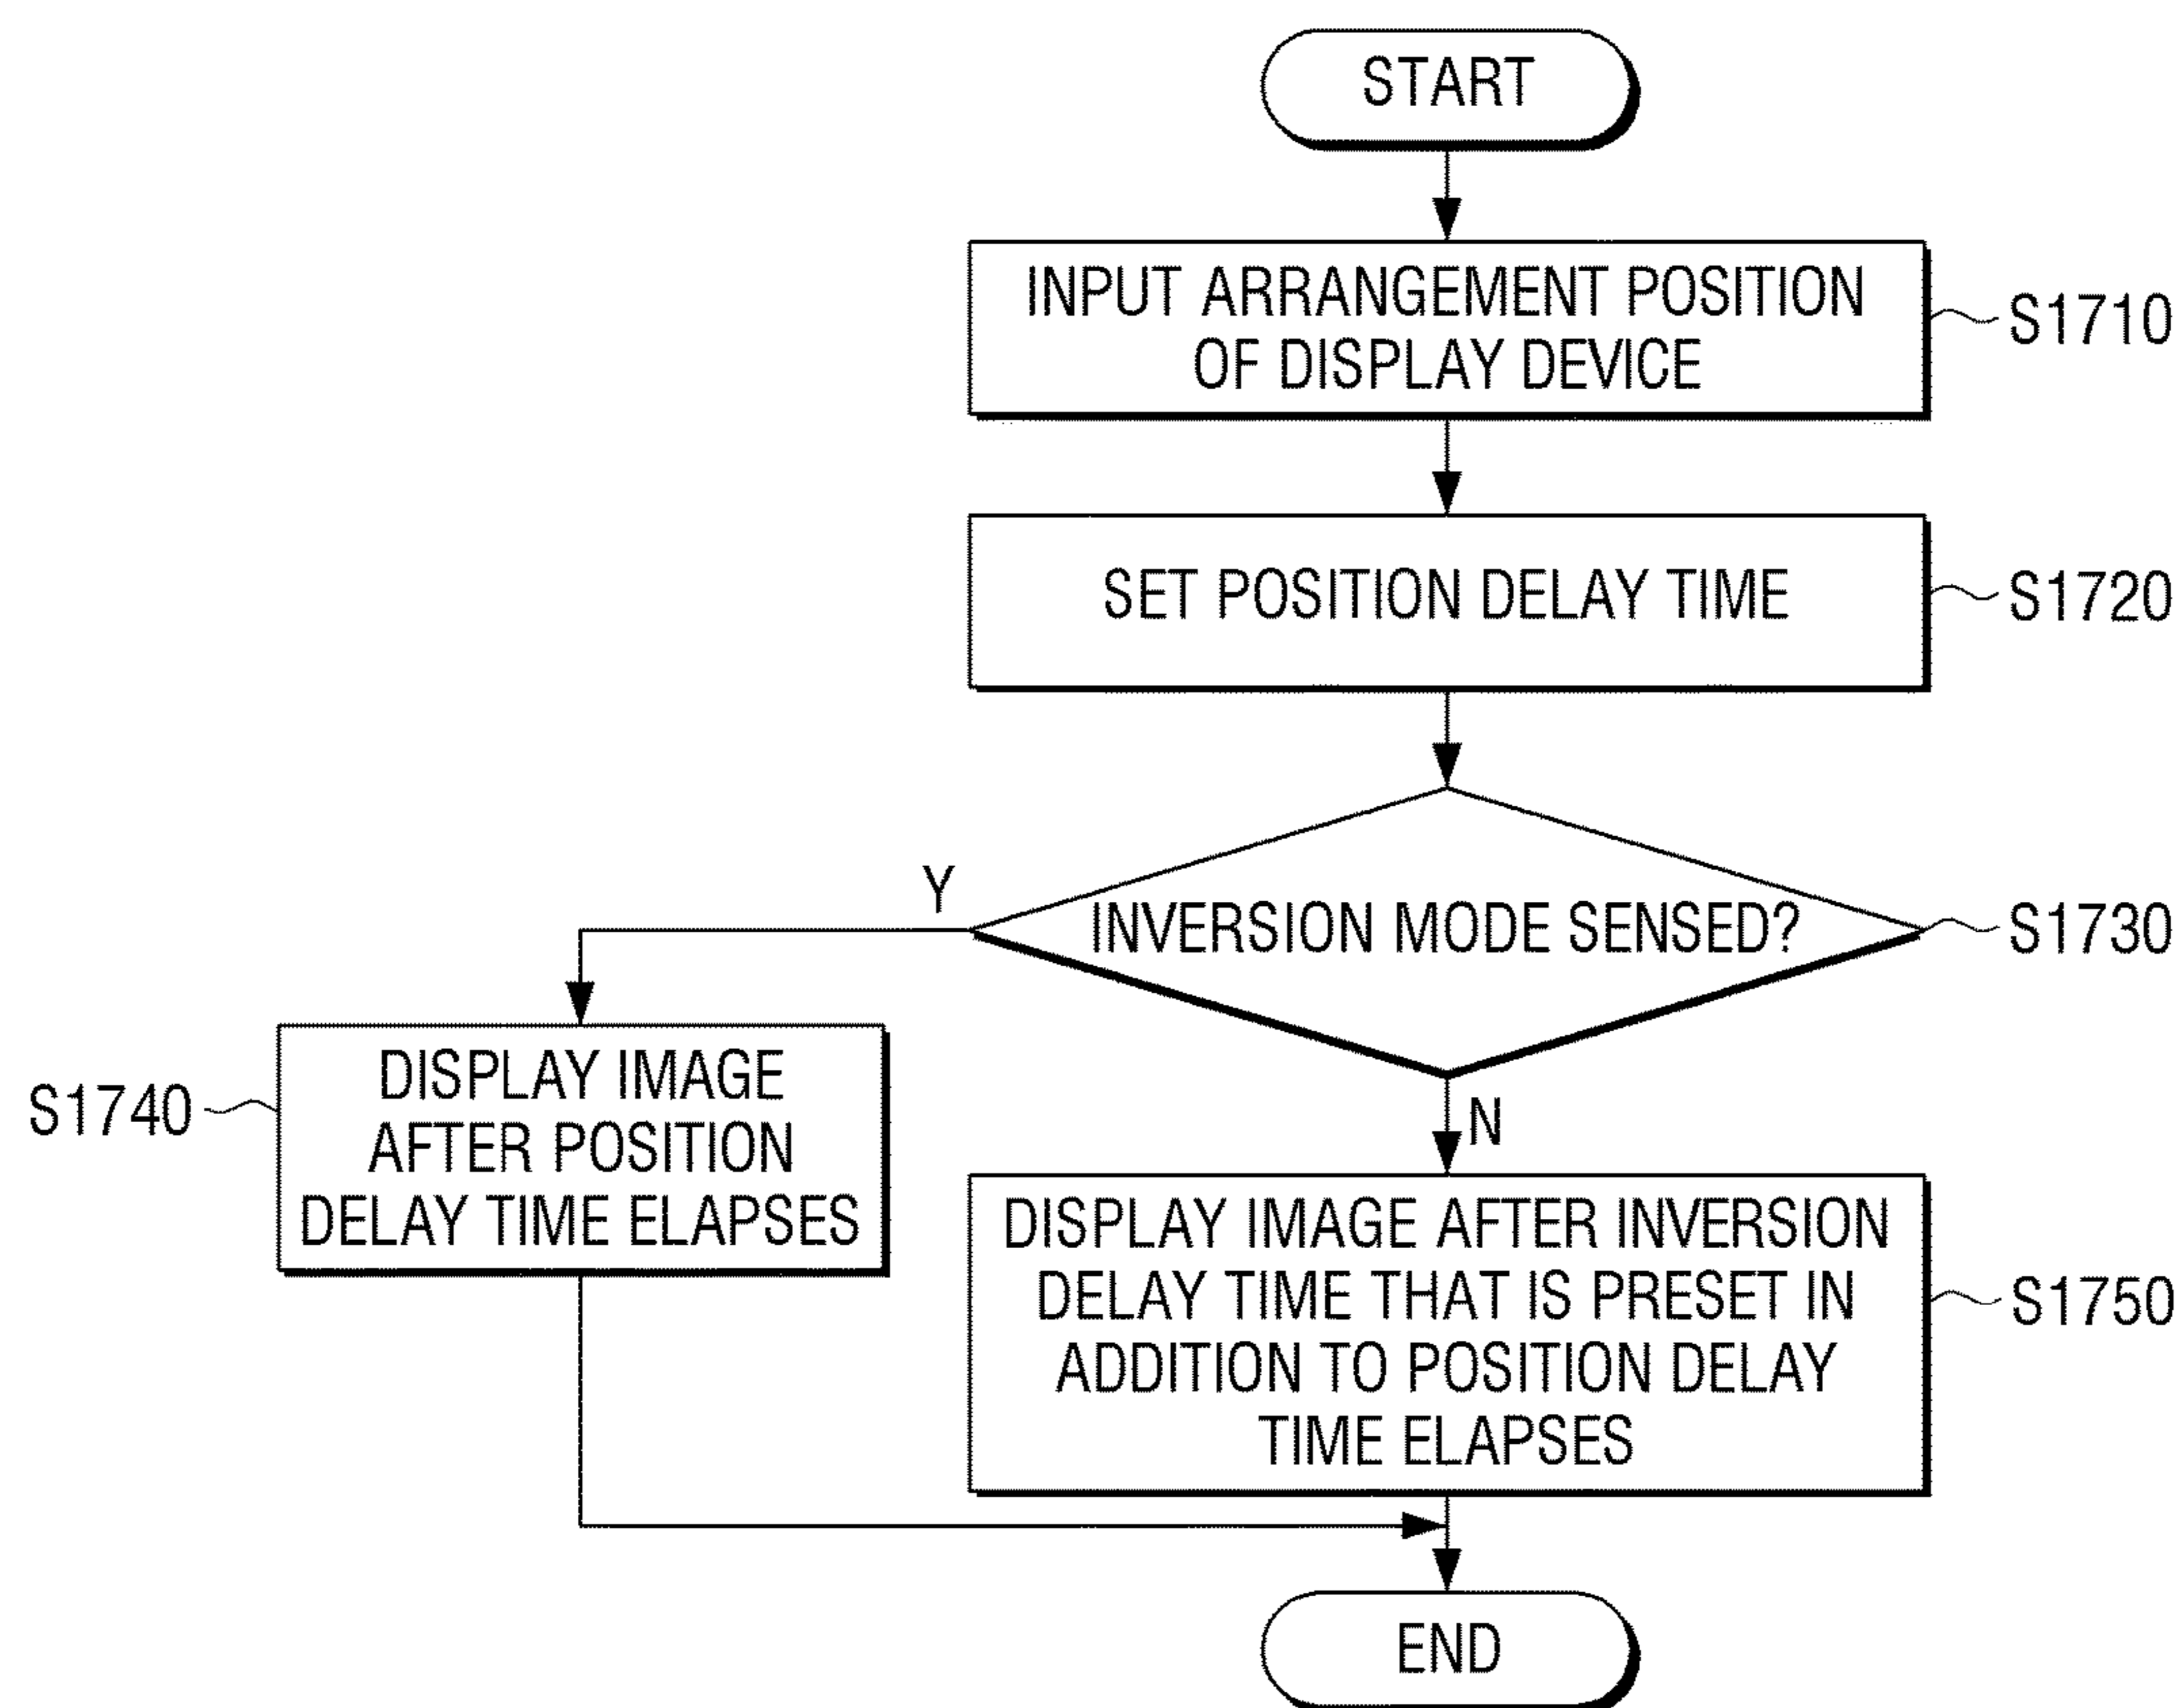 START
INPUT ARRANGEMENT POSITION
OF DISPLAY DEVICE
S1710
SET POSITION DELAY TIME
S1720
Y
INVERSION MODE SENSED?
S1730
N
S1740
DISPLAY IMAGE
AFTER POSITION
DELAY TIME ELAPSES
DISPLAY IMAGE AFTER INVERSION
DELAY TIME THAT IS PRESET IN
ADDITION TO POSITION DELAY
TIME ELAPSES
S1750
END